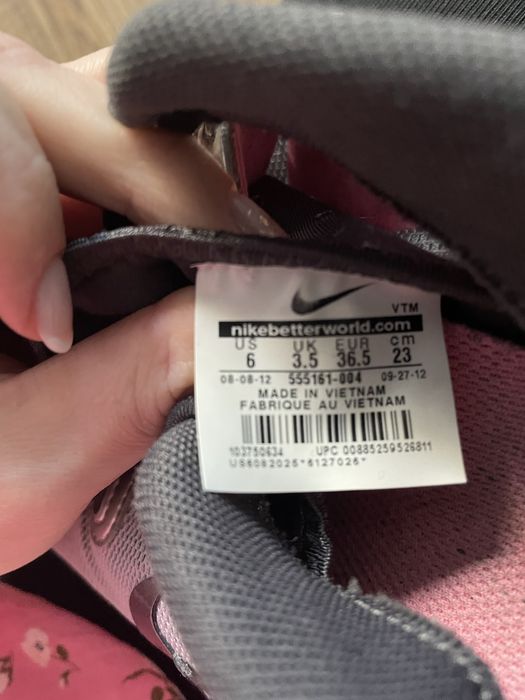 VTM
nikebetterworld.com
US UK EUR cm
6 3.5 36.5 23
08-08-12 555161-004 09-27-12
MADE IN VIETNAM
FABRIQUE AU VIETNAM
103750634 UPC 00885259526811
US6082025*6127026*